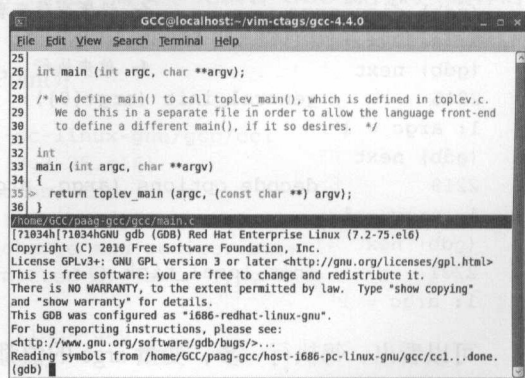 GCC@localhost:~/vim-ctags/gcc-4.4.0
File Edit View Search Terminal Help
25
26 int main (int argc, char **argv);
27
28 /* We define main() to call toplev_main(), which is defined in toplev.c.
29 We do this in a separate file in order to allow the language front-end
30 to define a different main(), if it so desires. */
31
32 int
33 main (int argc, char **argv)
34 {
35 return toplev_main (argc, (const char **) argv);
36 }
/home/GCC/paag-gcc/gcc/main.c
[?1034h[?1034hGNU gdb (GDB) Red Hat Enterprise Linux (7.2-75.el6)
Copyright (C) 2010 Free Software Foundation, Inc.
License GPLv3+: GNU GPL version 3 or later <http://gnu.org/licenses/gpl.html>
This is free software: you are free to change and redistribute it.
There is NO WARRANTY, to the extent permitted by law. Type "show copying"
and "show warranty" for details.
This GDB was configured as "i686-redhat-linux-gnu".
For bug reporting instructions, please see:
<http://www.gnu.org/software/gdb/bugs/>...
Reading symbols from /home/GCC/paag-gcc/host-i686-pc-linux-gnu/gcc/cc1...done.
(gdb)